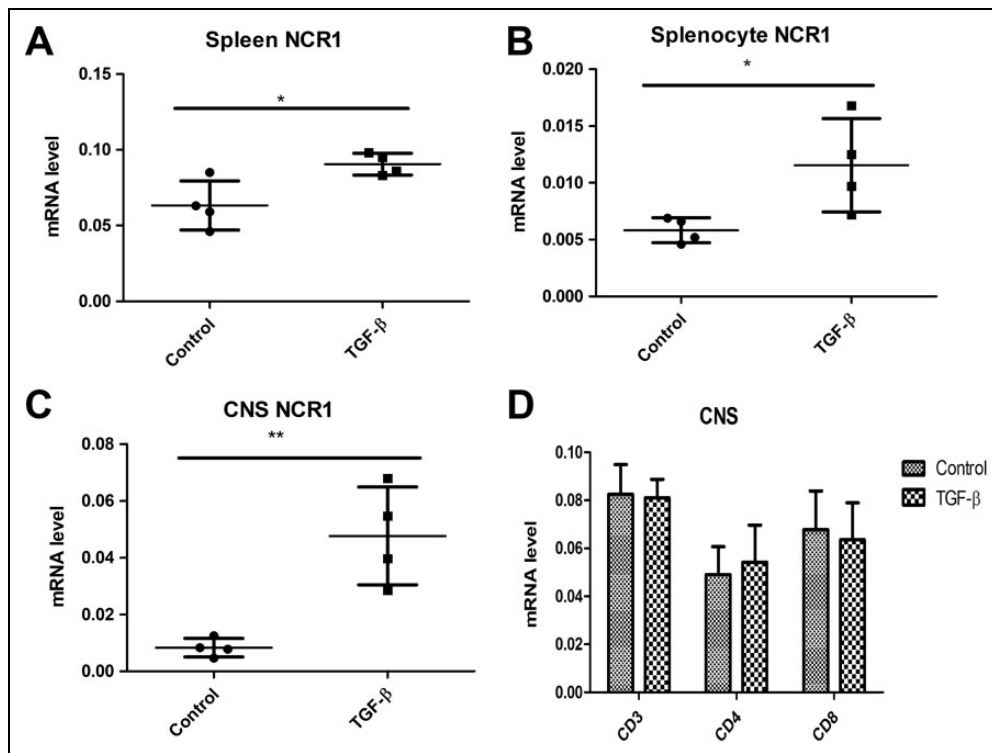 A
Spleen NCR1
0.15
0.10
0.05
0.00
mRNA level
*
Control
TGF-β
B
Splenocyte NCR1
0.020
0.015
0.010
0.005
0.000
mRNA level
*
Control
TGF-β
C
CNS NCR1
0.08
0.06
0.04
0.02
0.00
mRNA level
**
Control
TGF-β
D
CNS
0.10
0.08
0.06
0.04
0.02
0.00
mRNA level
CD3
CD4
CD8
Control
TGF-β